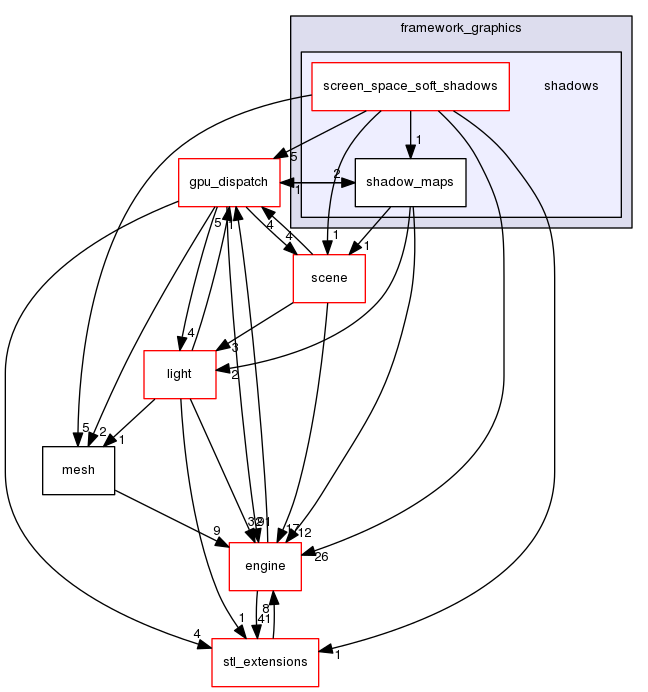 framework_graphics
screen_space_soft_shadows
shadows
1
5
gpu_dispatch
2
1
shadow_maps
5
1
4
4
1
1
scene
4
3
2
light
5
2
1
mesh
9
17
12
26
engine
8
41
1
4
1
stl_extensions